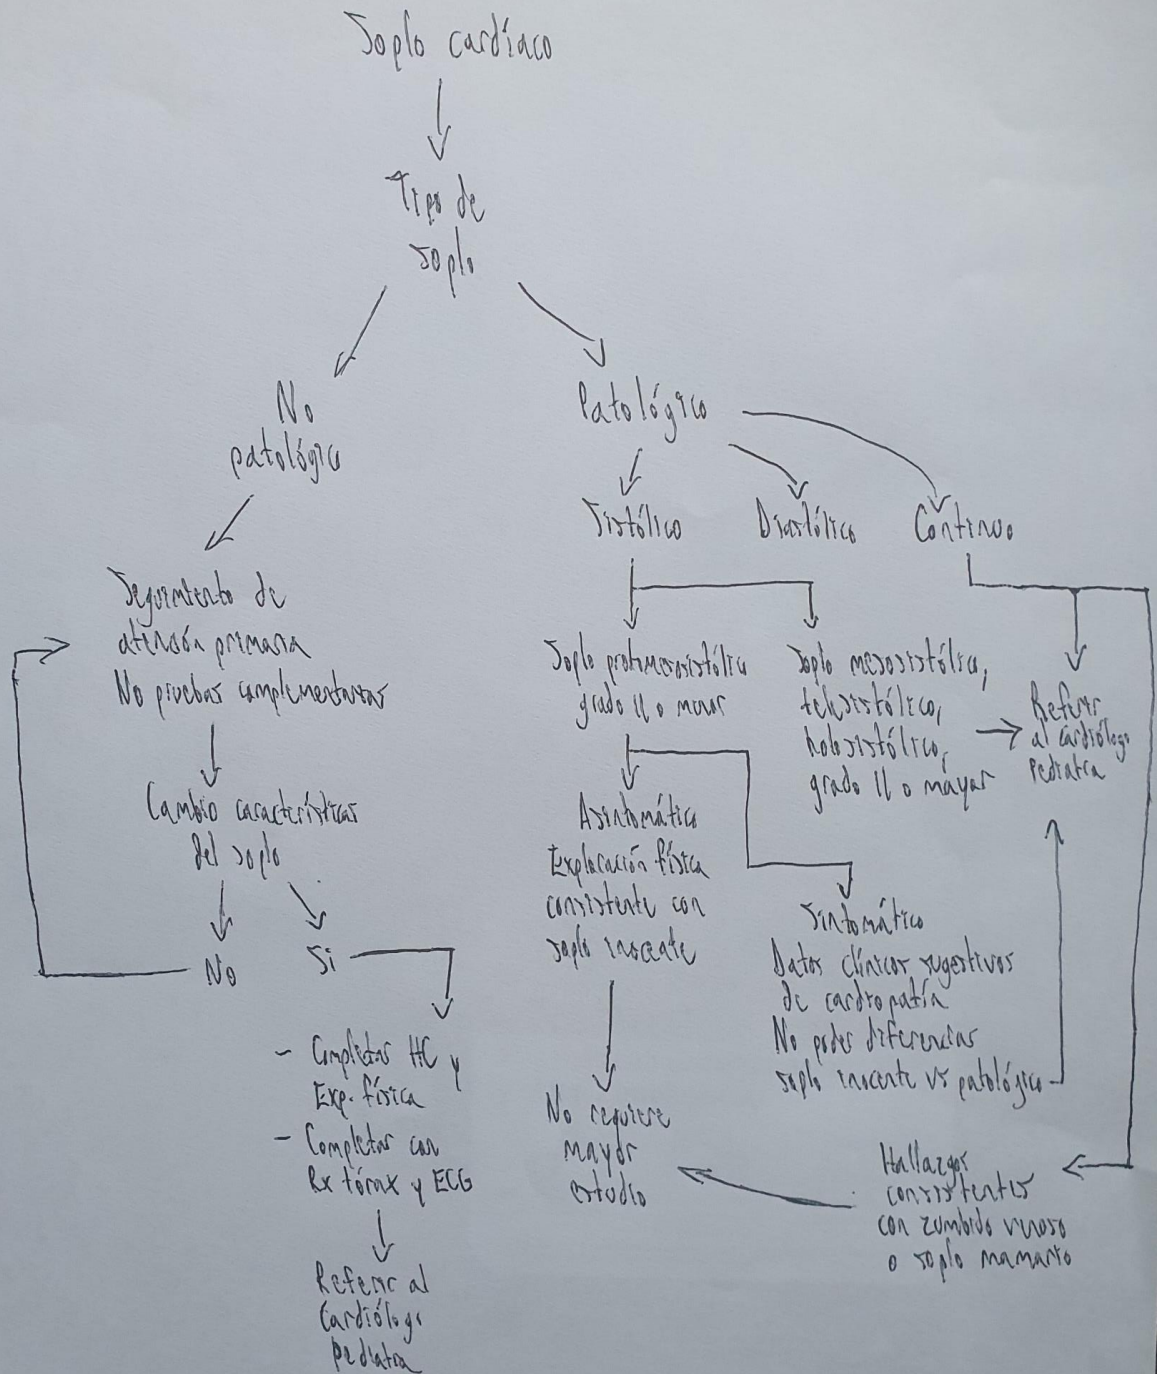 Soplo cardíaco
Tipo de
soplo
No
patológico
Patológico
Sistólico
Diastólico
Continuo
Seguimiento de
atención primaria
No pruebas complementarias
Cambio características
del soplo
No
Si
- Completar HC y
Exp. física
- Completar con
Rx tórax y ECG
Referir al
Cardiólogo
pediatra
Soplo protomesosistólico
grado II o menor
Soplo mesosistólico,
telesistólico,
holosistólico,
grado II o mayor
Referir
al cardiólogo
Pediatra
Asintomático
Exploración física
consistente con
soplo inocente
Sintomático
Datos clínicos sugestivos
de cardiopatía
No poder diferenciar
soplo inocente vs patológico
No requiere
mayor
estudio
Hallazgos
consistentes
con zumbido venoso
o soplo mamario